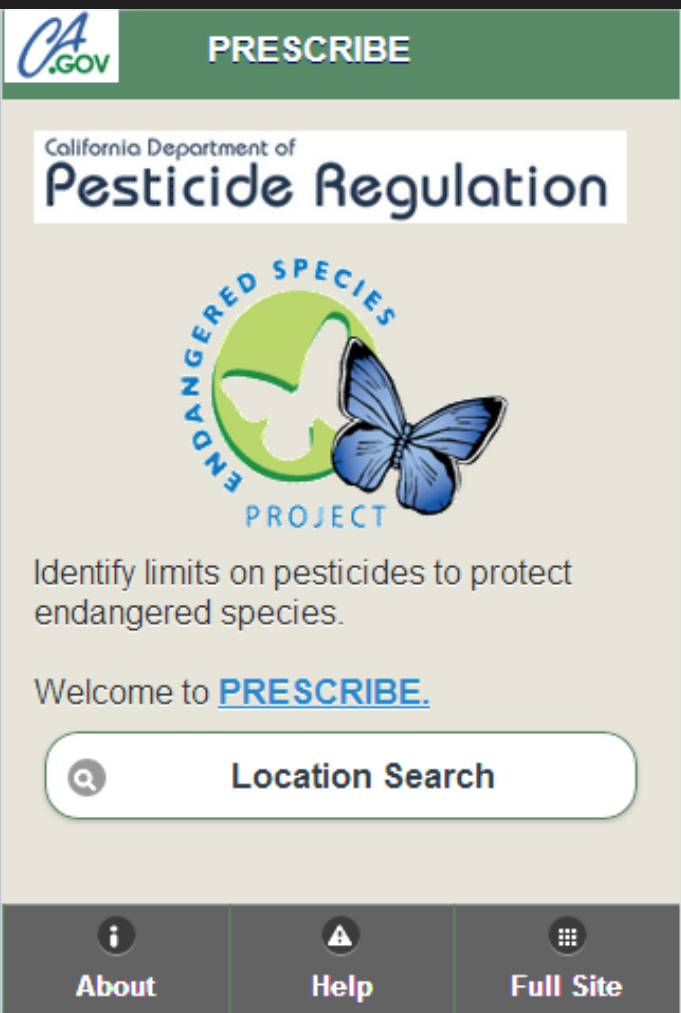 CA
.GOV
PRESCRIBE
California Department of
Pesticide Regulation
ENDANGERED SPECIES
PROJECT
Identify limits on pesticides to protect
endangered species.
Welcome to PRESCRIBE.
Location Search
About
Help
Full Site